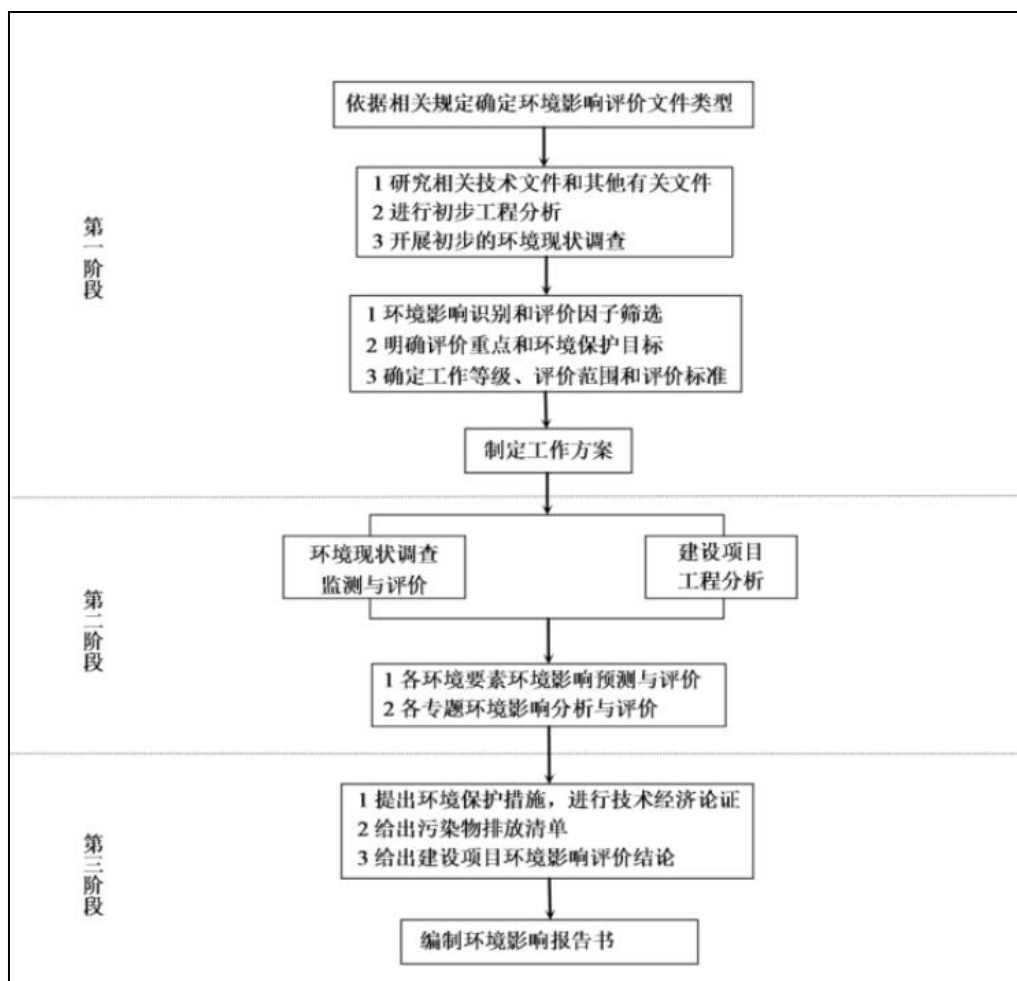 依据相关规定确定环境影响评价文件类型
第一阶段
1 研究相关技术文件和其他有关文件
2 进行初步工程分析
3 开展初步的环境现状调查
1 环境影响识别和评价因子筛选
2 明确评价重点和环境保护目标
3 确定工作等级、评价范围和评价标准
制定工作方案
第二阶段
环境现状调查
监测与评价
建设项目
工程分析
1 各环境要素环境影响预测与评价
2 各专题环境影响分析与评价
第三阶段
1 提出环境保护措施，进行技术经济论证
2 给出污染物排放清单
3 给出建设项目环境影响评价结论
编制环境影响报告书